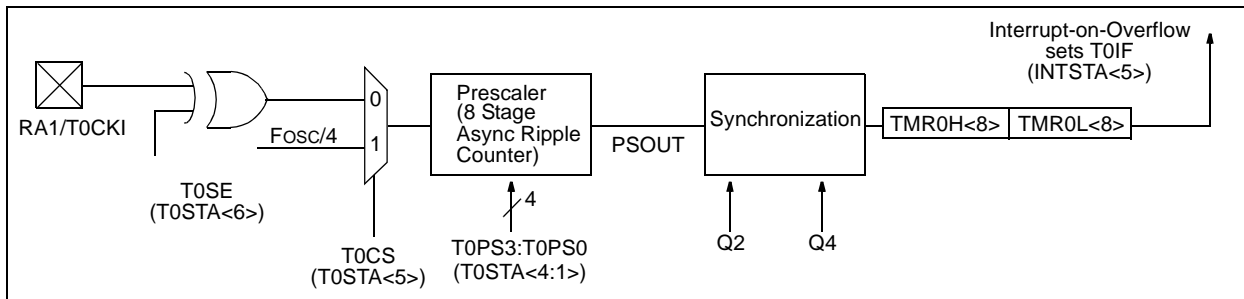 Interrupt-on-Overflow
sets T0IF
(INTSTA<5>)
RA1/T0CKI
0
1
FOSC/4
Prescaler
(8 Stage
Async Ripple
Counter)
PSOUT
Synchronization
TMR0H<8> TMR0L<8>
T0SE
(T0STA<6>)
4
Q2
Q4
T0CS
(T0STA<5>)
T0PS3:T0PS0
(T0STA<4:1>)